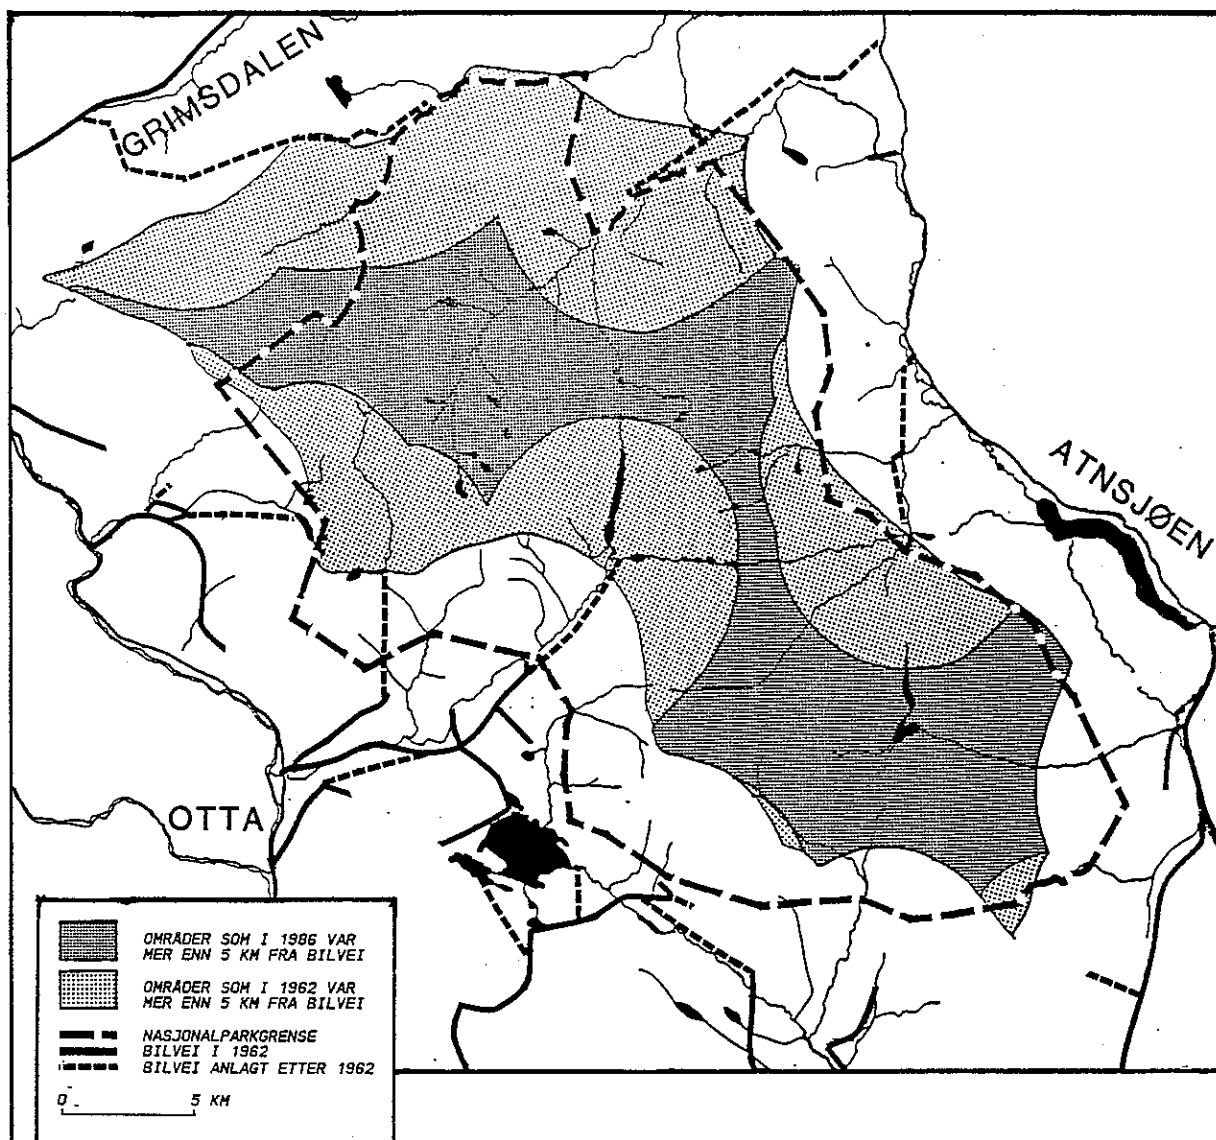 GRIMSDALEN
ATNSJØEN
OTTA
OMRÅDER SOM I 1986 VAR
MER ENN 5 KM FRA BILVEI
OMRÅDER SOM I 1962 VAR
MER ENN 5 KM FRA BILVEI
NASJONALPARKGRENSE
BILVEI I 1962
BILVEI ANLAGT ETTER 1962
0 5 KM